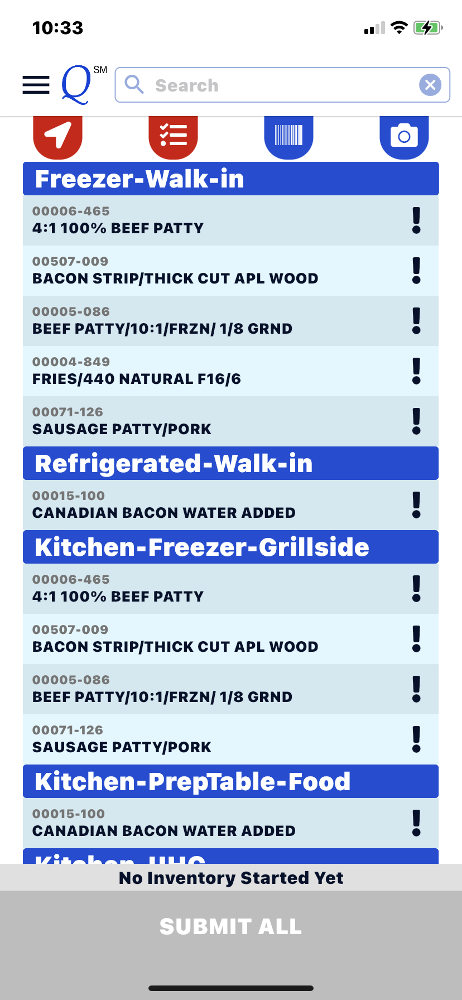 10:33
Q SM
Search
Freezer-Walk-in
00006-465
4:1 100% BEEF PATTY
00507-009
BACON STRIP/THICK CUT APL WOOD
00005-086
BEEF PATTY/10:1/FRZN/ 1/8 GRND
00004-849
FRIES/440 NATURAL F16/6
00071-126
SAUSAGE PATTY/PORK
Refrigerated-Walk-in
00015-100
CANADIAN BACON WATER ADDED
Kitchen-Freezer-Grillside
00006-465
4:1 100% BEEF PATTY
00507-009
BACON STRIP/THICK CUT APL WOOD
00005-086
BEEF PATTY/10:1/FRZN/ 1/8 GRND
00071-126
SAUSAGE PATTY/PORK
Kitchen-PrepTable-Food
00015-100
CANADIAN BACON WATER ADDED
Kitchen-UHC
No Inventory Started Yet
SUBMIT ALL